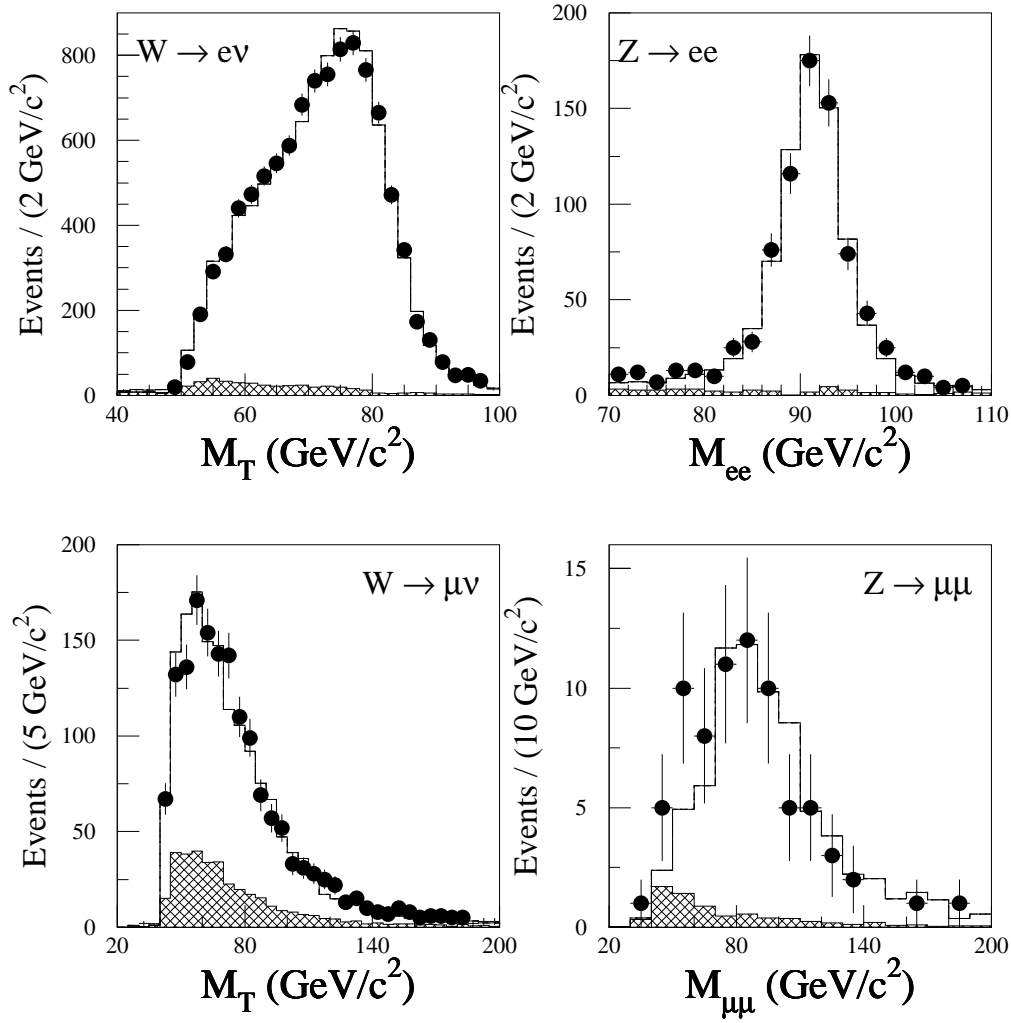 W → eν
Events / (2 GeV/c²)
800
600
400
200
0
40 60 80 100
M_T (GeV/c²)
Z → ee
Events / (2 GeV/c²)
200
150
100
50
0
70 80 90 100 110
M_ee (GeV/c²)
W → μν
Events / (5 GeV/c²)
200
150
100
50
0
20 80 140 200
M_T (GeV/c²)
Z → μμ
Events / (10 GeV/c²)
15
10
5
0
20 80 140 200
M_μμ (GeV/c²)